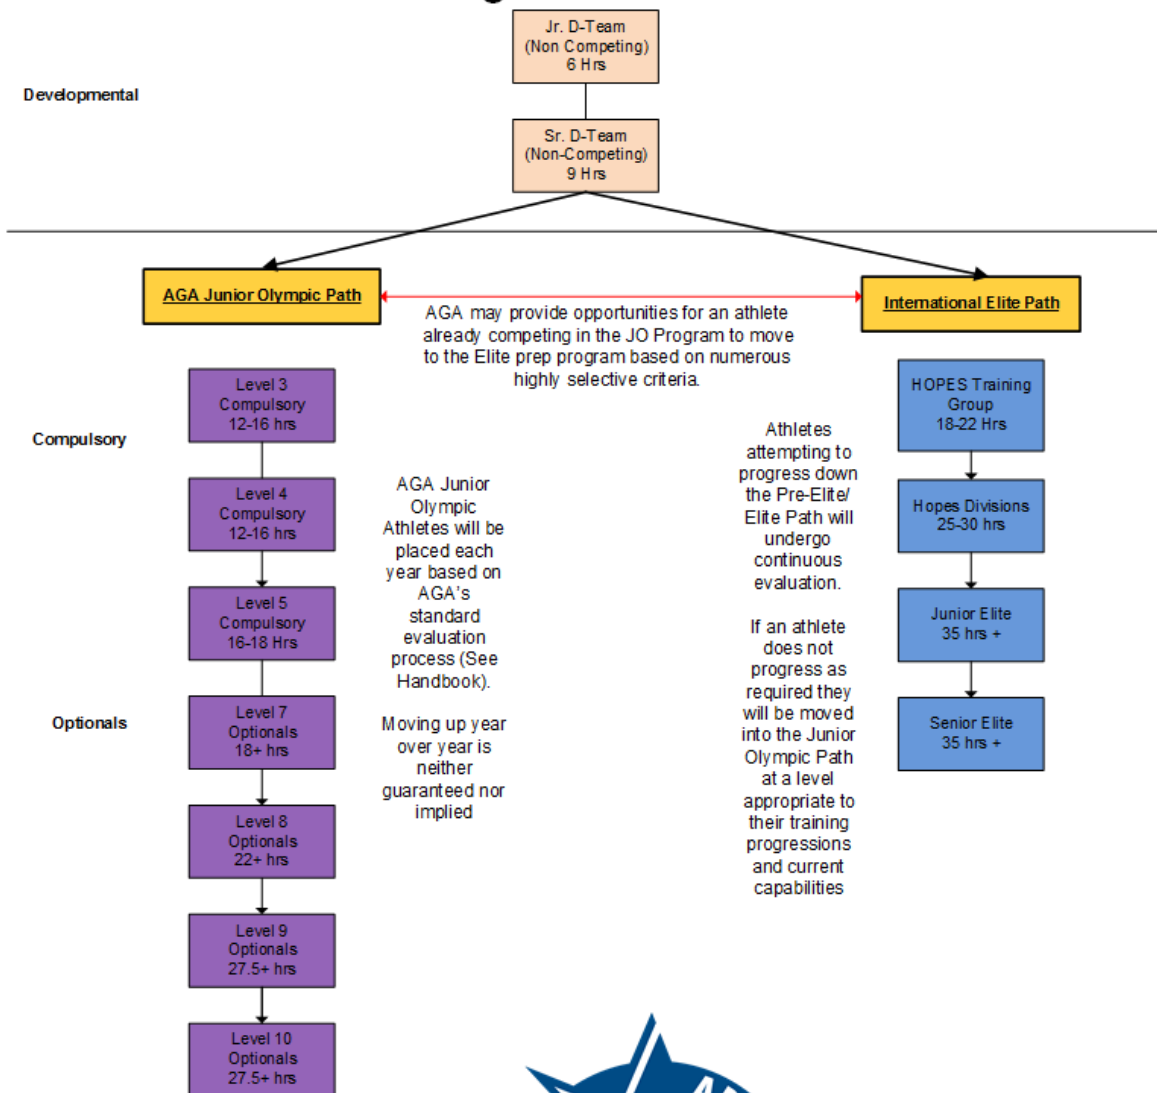 Jr. D-Team
(Non Competing)
6 Hrs
Developmental
Sr. D-Team
(Non-Competing)
9 Hrs
AGA Junior Olympic Path
International Elite Path
AGA may provide opportunities for an athlete
already competing in the JO Program to move
to the Elite prep program based on numerous
highly selective criteria.
Compulsory
Level 3
Compulsory
12-16 hrs
Level 4
Compulsory
12-16 hrs
Level 5
Compulsory
16-18 Hrs
Optionals
Level 7
Optionals
18+ hrs
Level 8
Optionals
22+ hrs
Level 9
Optionals
27.5+ hrs
Level 10
Optionals
27.5+ hrs
AGA Junior
Olympic
Athletes will be
placed each
year based on
AGA's
standard
evaluation
process (See
Handbook).
Moving up year
over year is
neither
guaranteed nor
implied
Athletes
attempting to
progress down
the Pre-Elite/
Elite Path will
undergo
continuous
evaluation.
If an athlete
does not
progress as
required they
will be moved
into the Junior
Olympic Path
at a level
appropriate to
their training
progressions
and current
capabilities
HOPES Training
Group
18-22 Hrs
Hopes Divisions
25-30 hrs
Junior Elite
35 hrs +
Senior Elite
35 hrs +